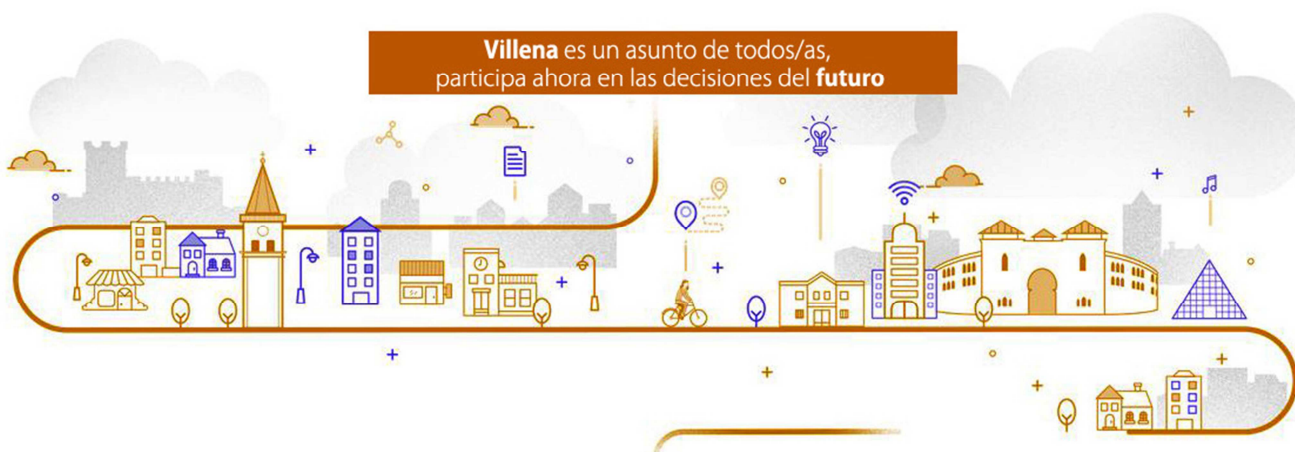 Villena es un asunto de todos/as,
participa ahora en las decisiones del futuro